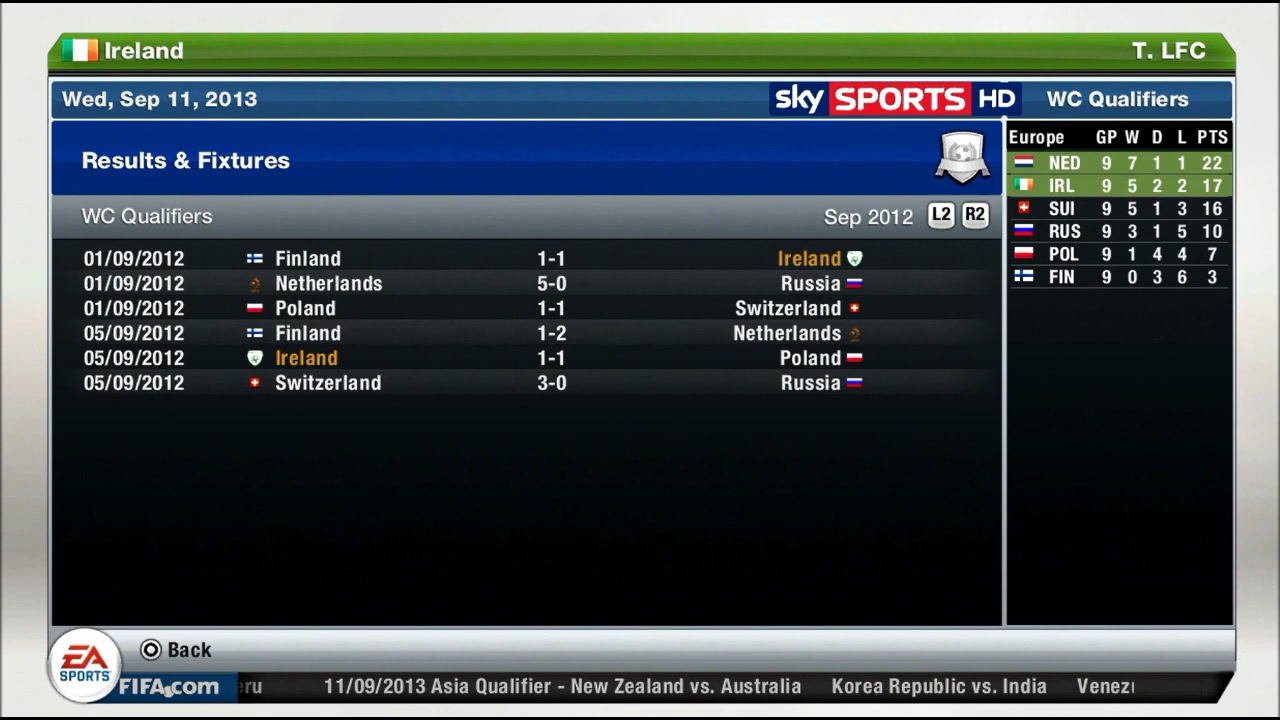 Ireland T. LFC
Wed, Sep 11, 2013 sky SPORTS HD WC Qualifiers
Results & Fixtures
WC Qualifiers Sep 2012 L2 R2
01/09/2012 Finland 1-1 Ireland
01/09/2012 Netherlands 5-0 Russia
01/09/2012 Poland 1-1 Switzerland
05/09/2012 Finland 1-2 Netherlands
05/09/2012 Ireland 1-1 Poland
05/09/2012 Switzerland 3-0 Russia
Europe GP W D L PTS
NED 9 7 1 1 22
IRL 9 5 2 2 17
SUI 9 5 1 3 16
RUS 9 3 1 5 10
POL 9 1 4 4 7
FIN 9 0 3 6 3
Back
EA SPORTS
FIFA.com eru 11/09/2013 Asia Qualifier - New Zealand vs. Australia Korea Republic vs. India Venez